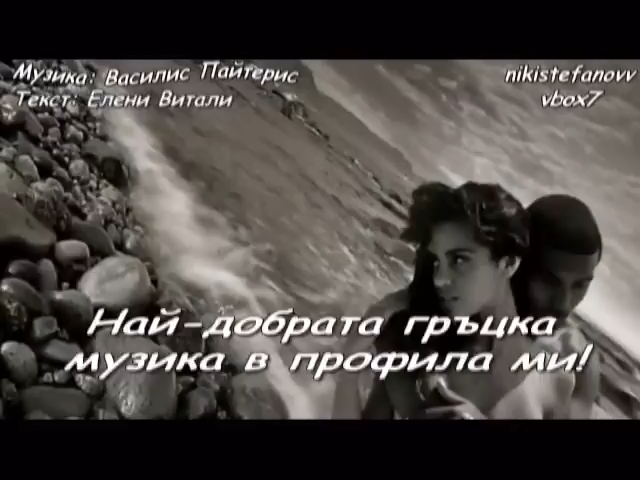 Музика: Василис Пайтерис
Текст: Елени Витали
nikistefanovv
vbox7
Най-добрата гръцка
музика в профила ми!